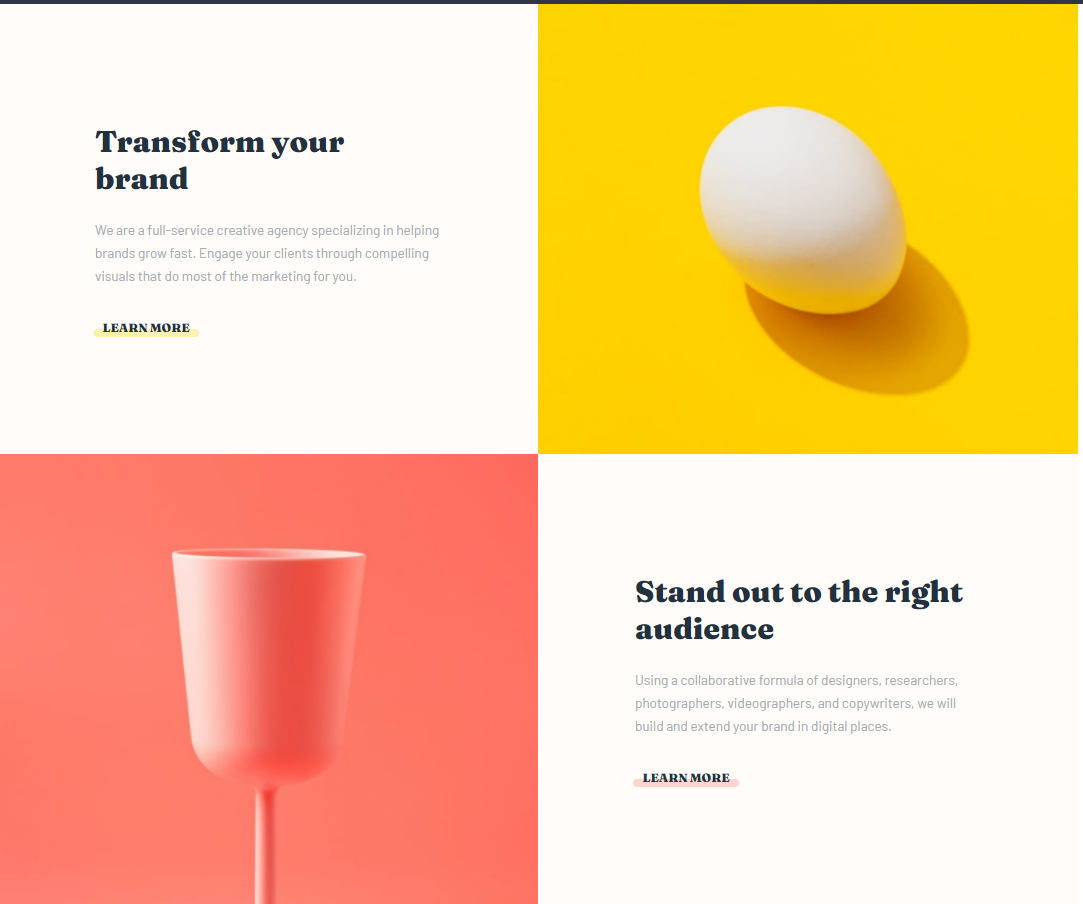 Transform your
brand
We are a full-service creative agency specializing in helping
brands grow fast. Engage your clients through compelling
visuals that do most of the marketing for you.
LEARN MORE
Stand out to the right
audience
Using a collaborative formula of designers, researchers,
photographers, videographers, and copywriters, we will
build and extend your brand in digital places.
LEARN MORE